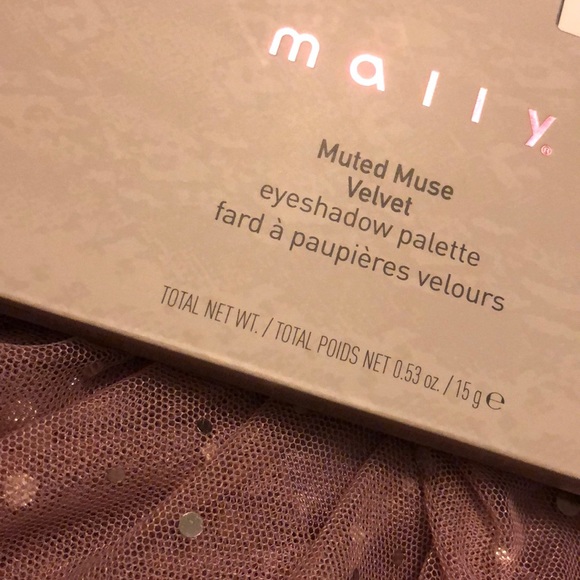 mally®
Muted Muse
Velvet
eyeshadow palette
fard à paupières velours
TOTAL NET WT. / TOTAL POIDS NET 0.53 oz. / 15 g ℮